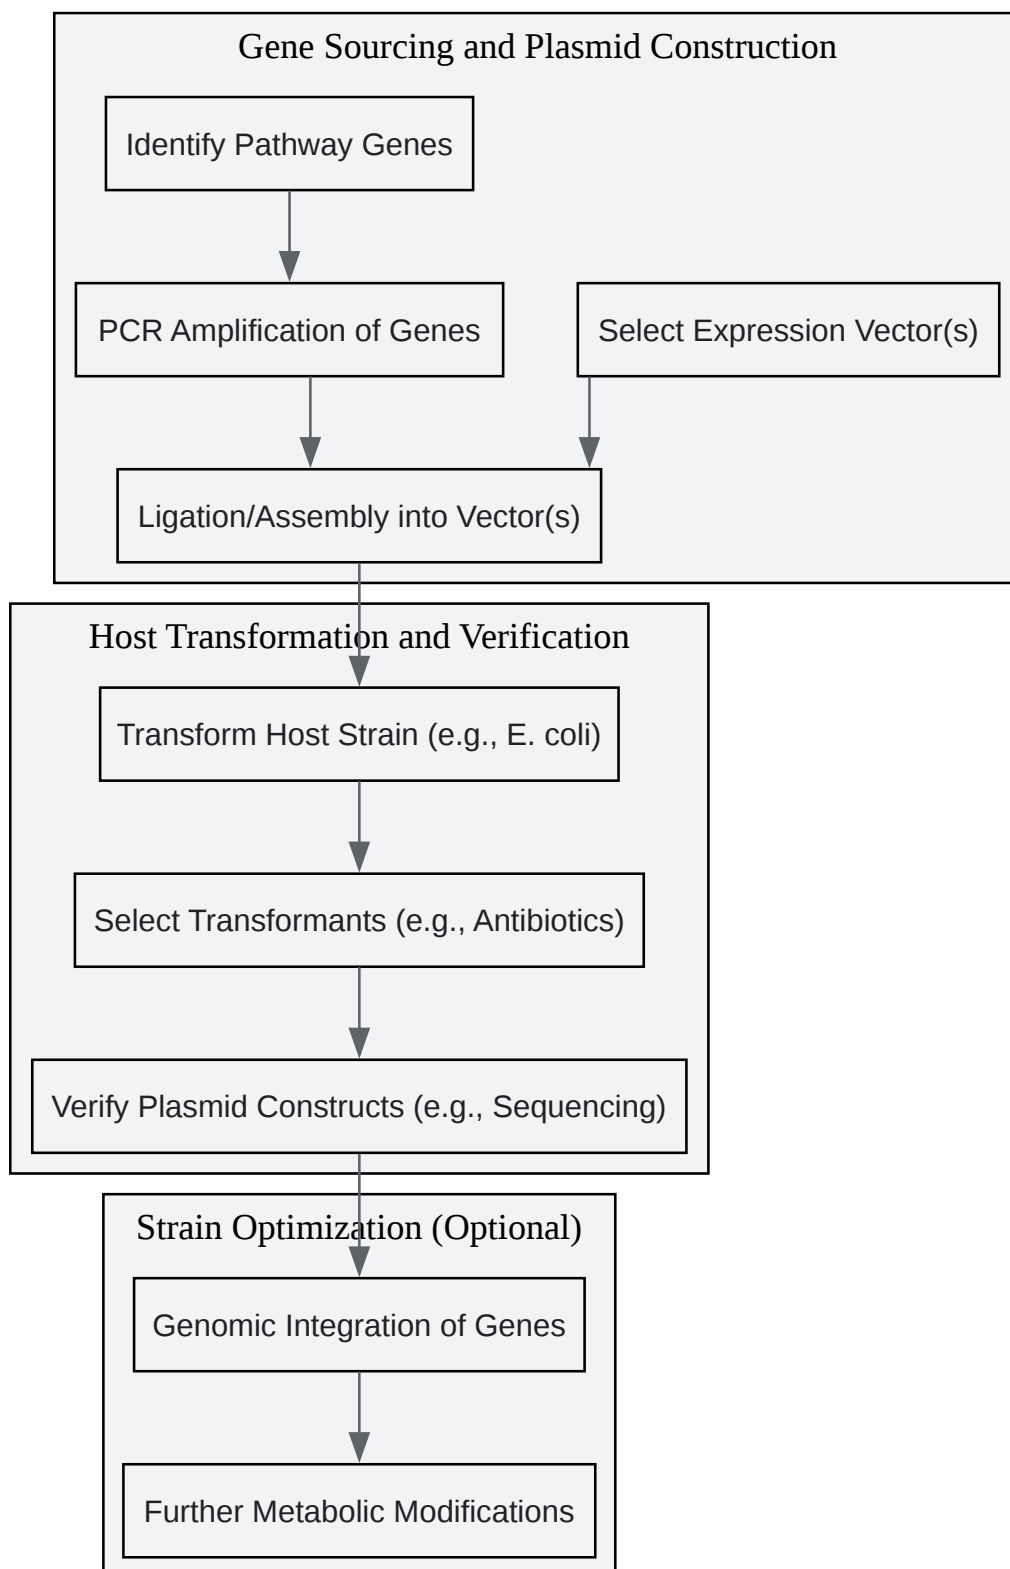 Gene Sourcing and Plasmid Construction
Identify Pathway Genes
PCR Amplification of Genes
Select Expression Vector(s)
Ligation/Assembly into Vector(s)
Host Transformation and Verification
Transform Host Strain (e.g., E. coli)
Select Transformants (e.g., Antibiotics)
Verify Plasmid Constructs (e.g., Sequencing)
Strain Optimization (Optional)
Genomic Integration of Genes
Further Metabolic Modifications